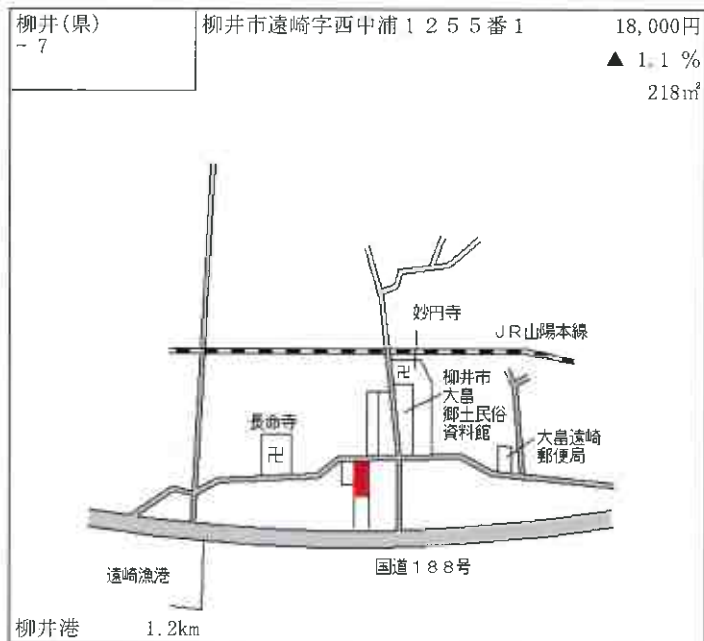 柳井(県) 柳井市遠崎字西中浦１２５５番１ 18,000円
－７ ▲ 1.1 %
218㎡
妙円寺
ＪＲ山陽本線
卍
柳井市
大畠
郷土民俗
資料館
長命寺
卍
大畠遠崎
郵便局
遠崎漁港
国道１８８号
柳井港 1.2km